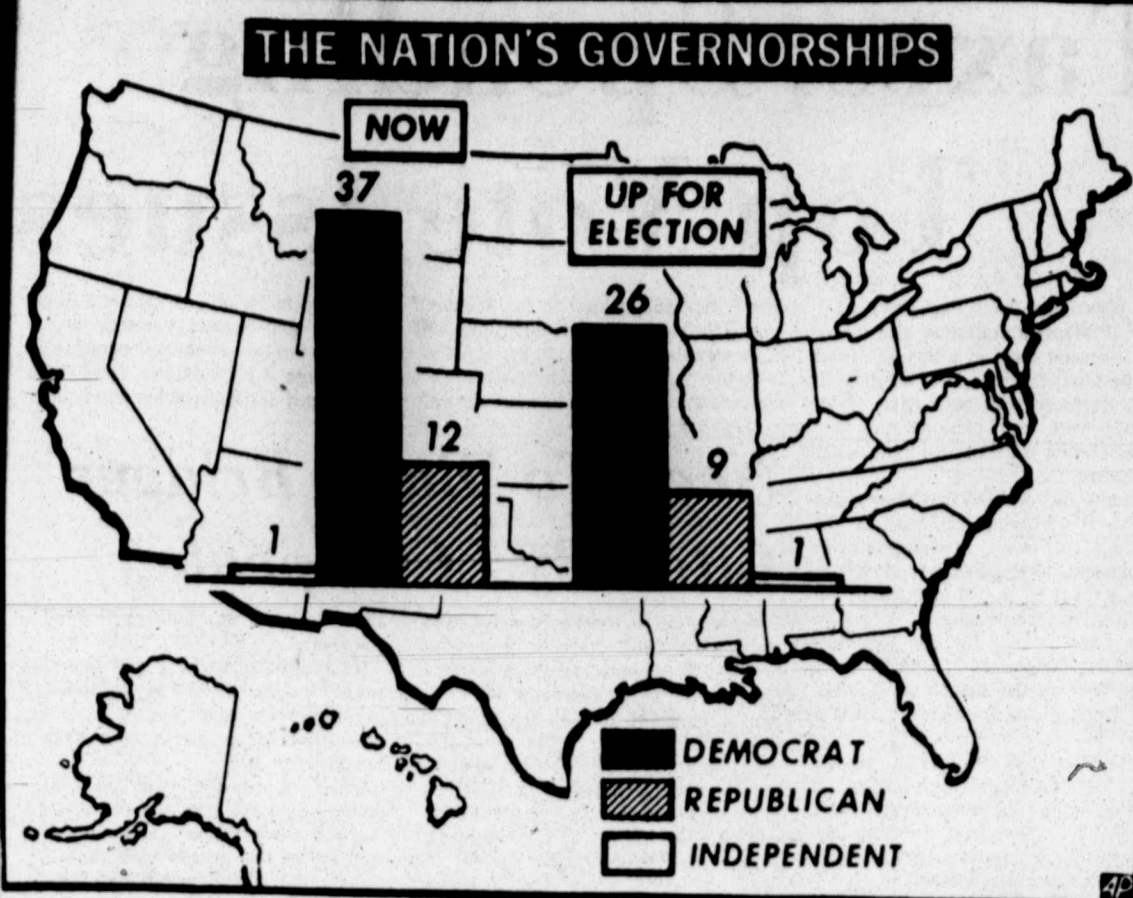 THE NATION'S GOVERNORSHIPS
NOW
37
12
1
UP FOR
ELECTION
26
9
1
DEMOCRAT
REPUBLICAN
INDEPENDENT
AP